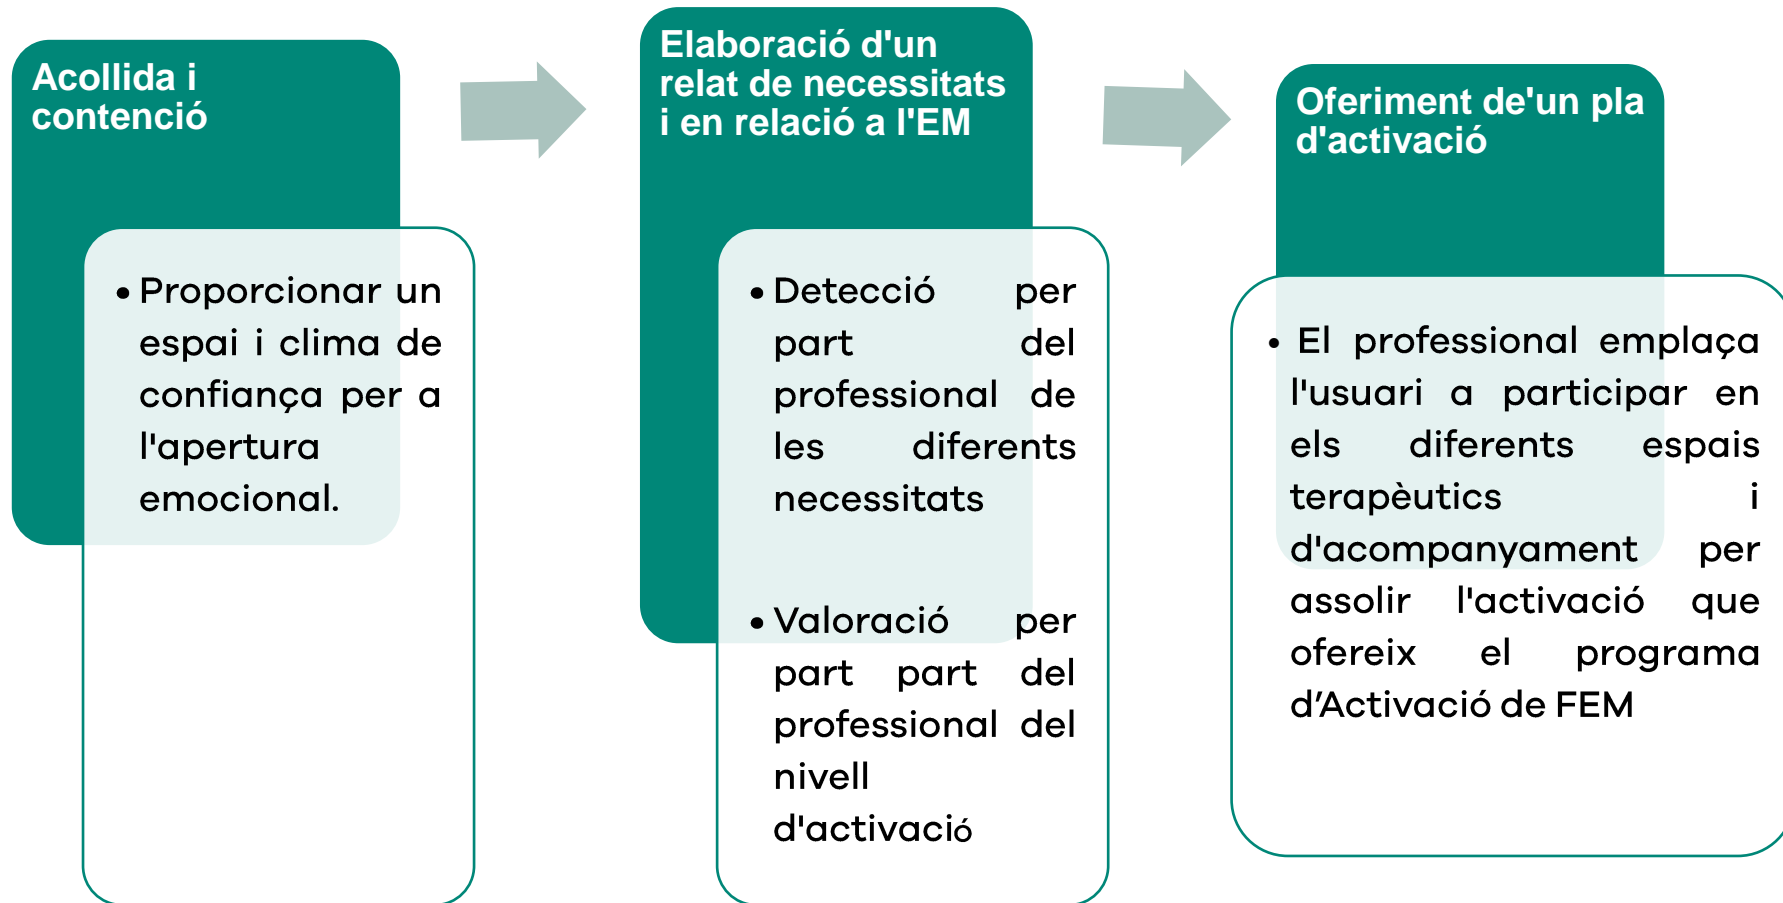 Acollida i
contenció
• Proporcionar un
espai i clima de
confiança per a
l'apertura
emocional.
Elaboració d'un
relat de necessitats
i en relació a l'EM
• Detecció per
part del
professional de
les diferents
necessitats
• Valoració per
part part del
professional del
nivell
d'activació
Oferiment de'un pla
d'activació
• El professional emplaça
l'usuari a participar en
els diferents espais
terapèutics i
d'acompanyament per
assolir l'activació que
ofereix el programa
d’Activació de FEM